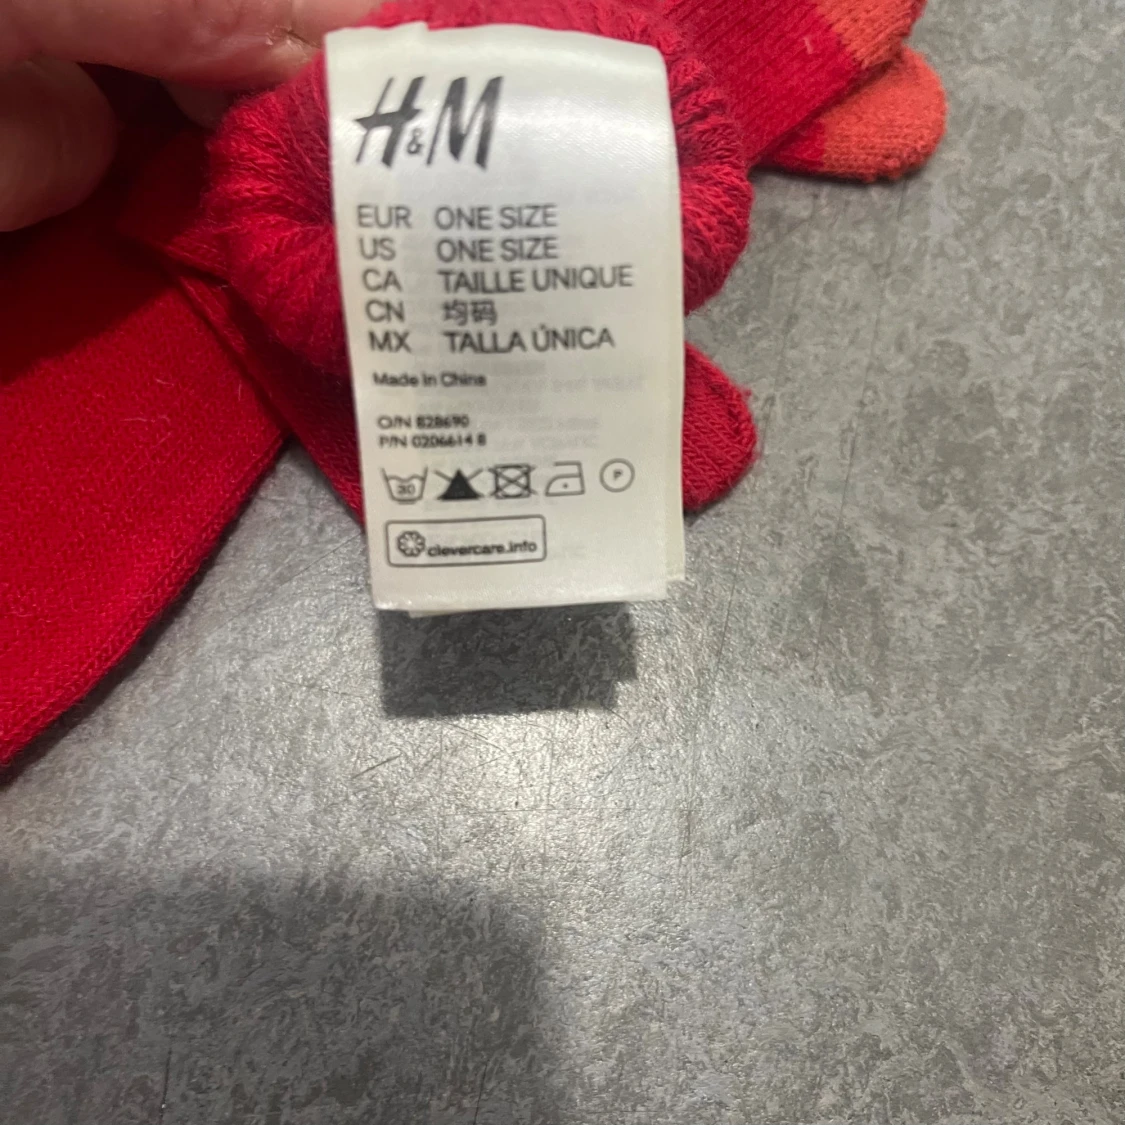 H&M
EUR ONE SIZE
US ONE SIZE
CA TAILLE UNIQUE
CN 均码
MX TALLA ÚNICA
Made in China
O/N 828690
P/N 0206614 8
30
P
clevercare.info